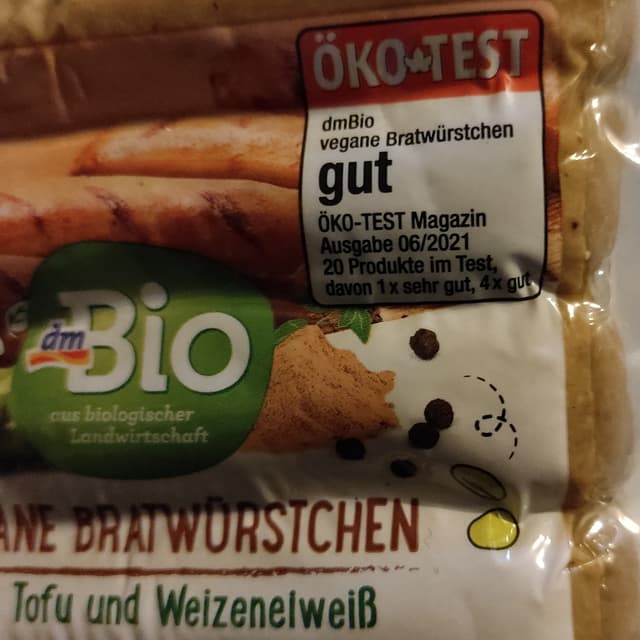 ÖKO TEST
dmBio
vegane Bratwürstchen
gut
ÖKO-TEST Magazin
Ausgabe 06/2021
20 Produkte im Test,
davon 1 x sehr gut, 4 x gut
dm
Bio
aus biologischer
Landwirtschaft
ANE BRATWÜRSTCHEN
Tofu und Weizeneiweiß